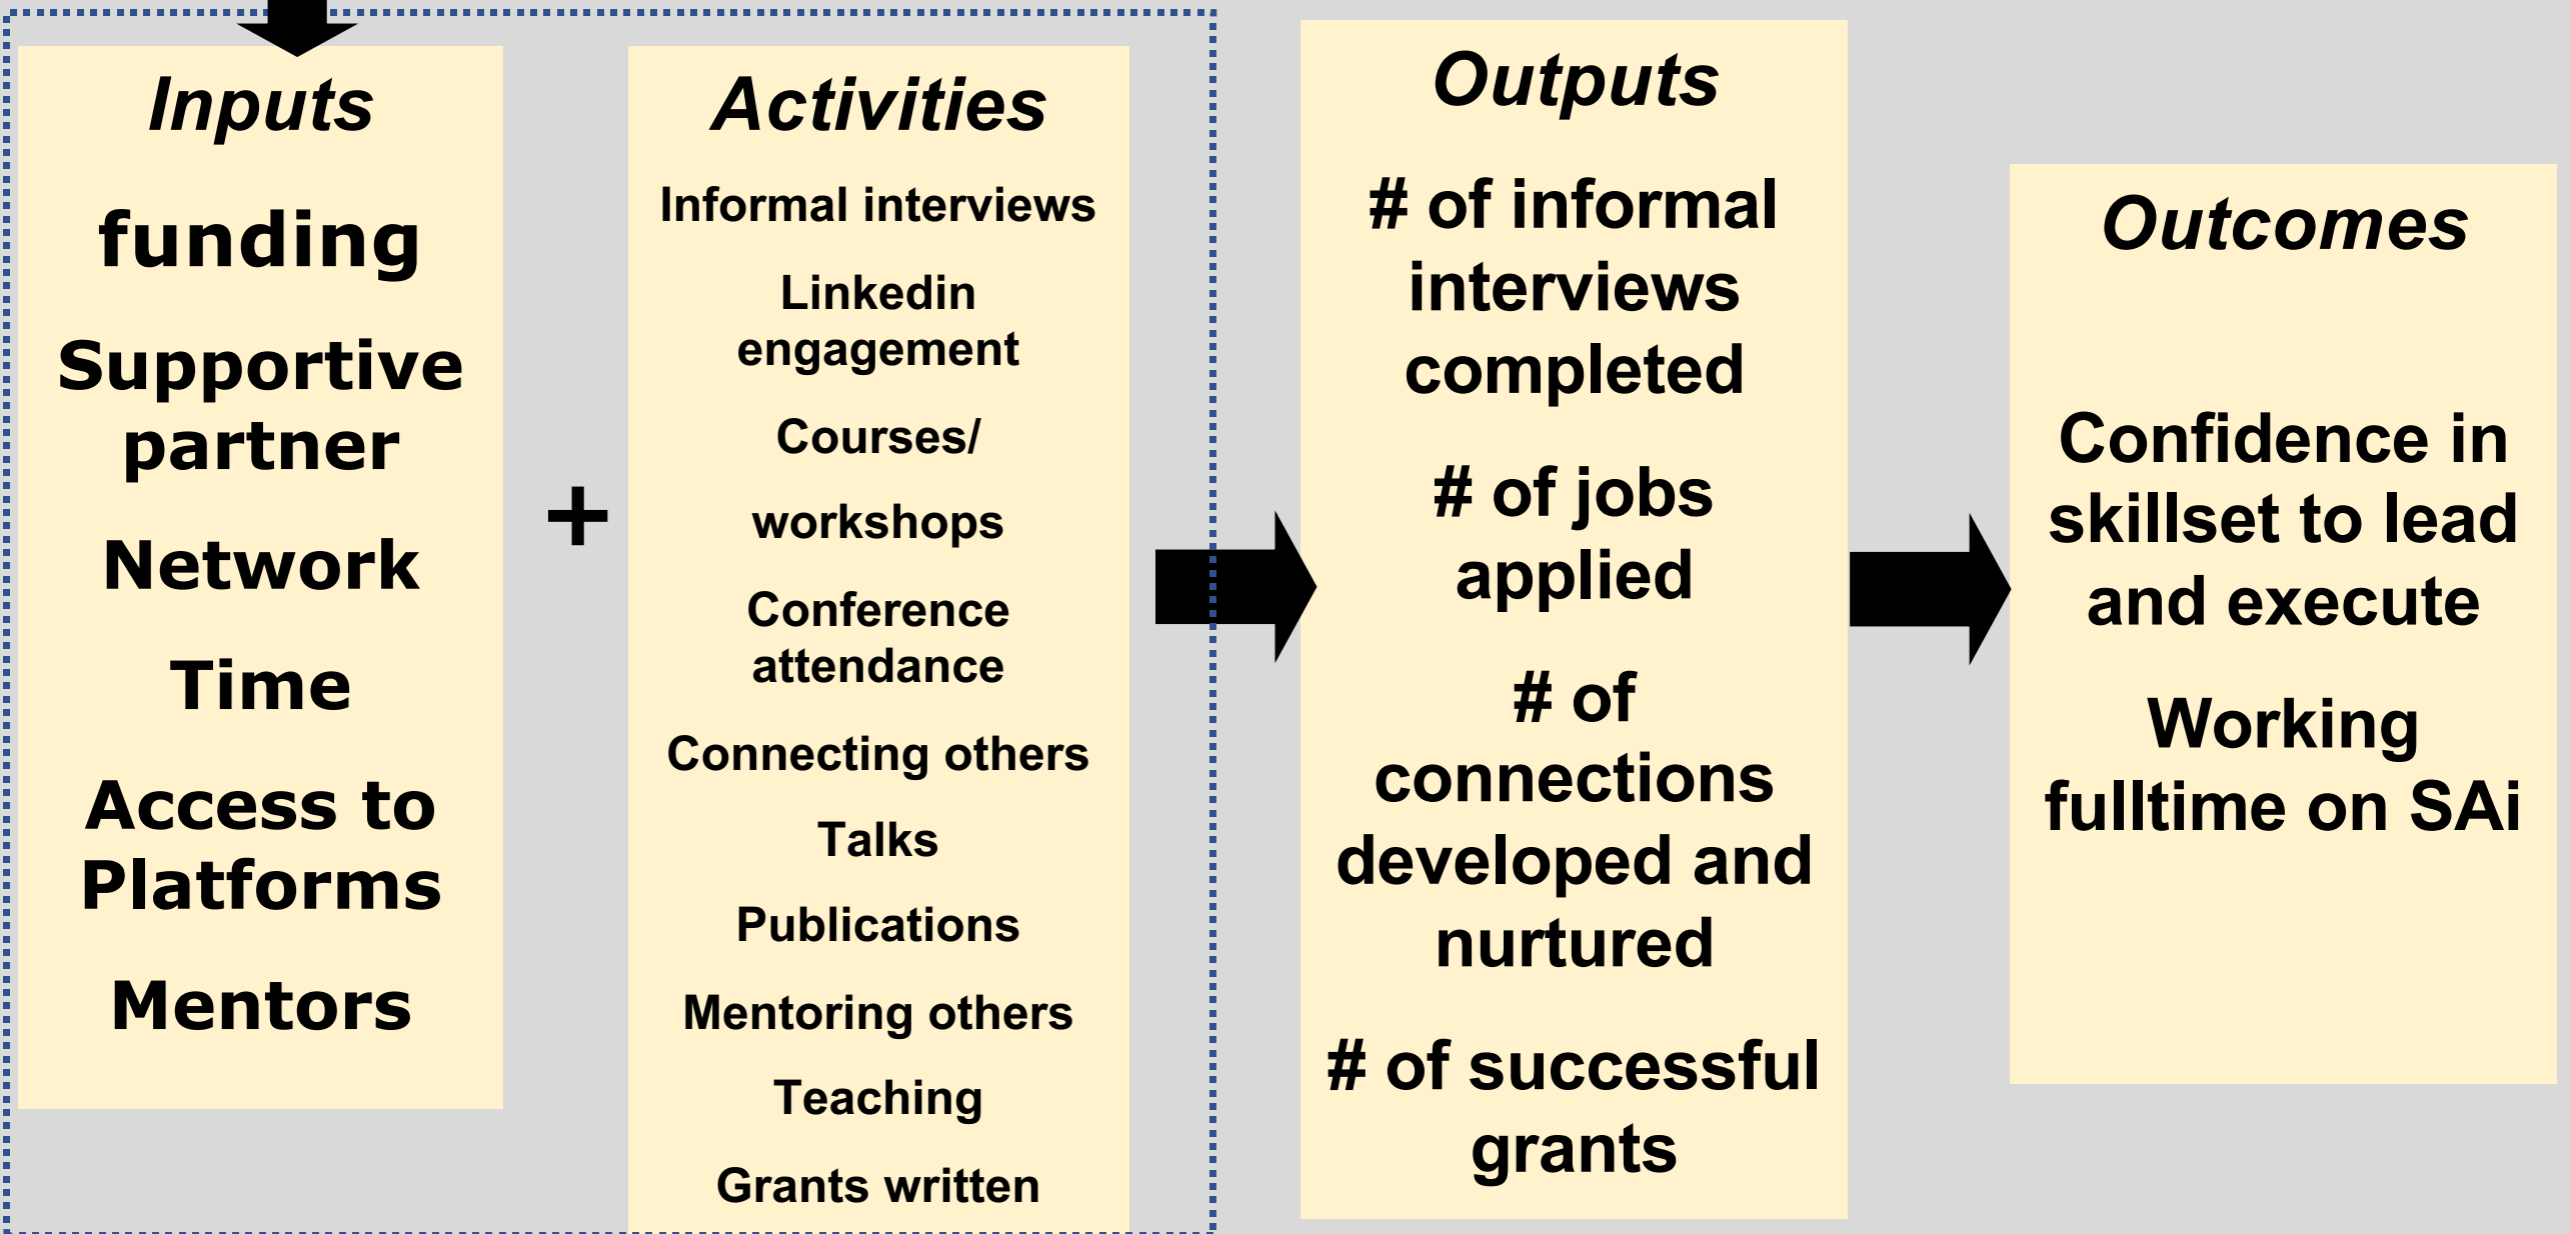 Inputs
funding
Supportive
partner
Network
Time
Access to
Platforms
Mentors
+
Activities
Informal interviews
Linkedin
engagement
Courses/
workshops
Conference
attendance
Connecting others
Talks
Publications
Mentoring others
Teaching
Grants written
Outputs
# of informal
interviews
completed
# of jobs
applied
# of
connections
developed and
nurtured
# of successful
grants
Outcomes
Confidence in
skillset to lead
and execute
Working
fulltime on SAi